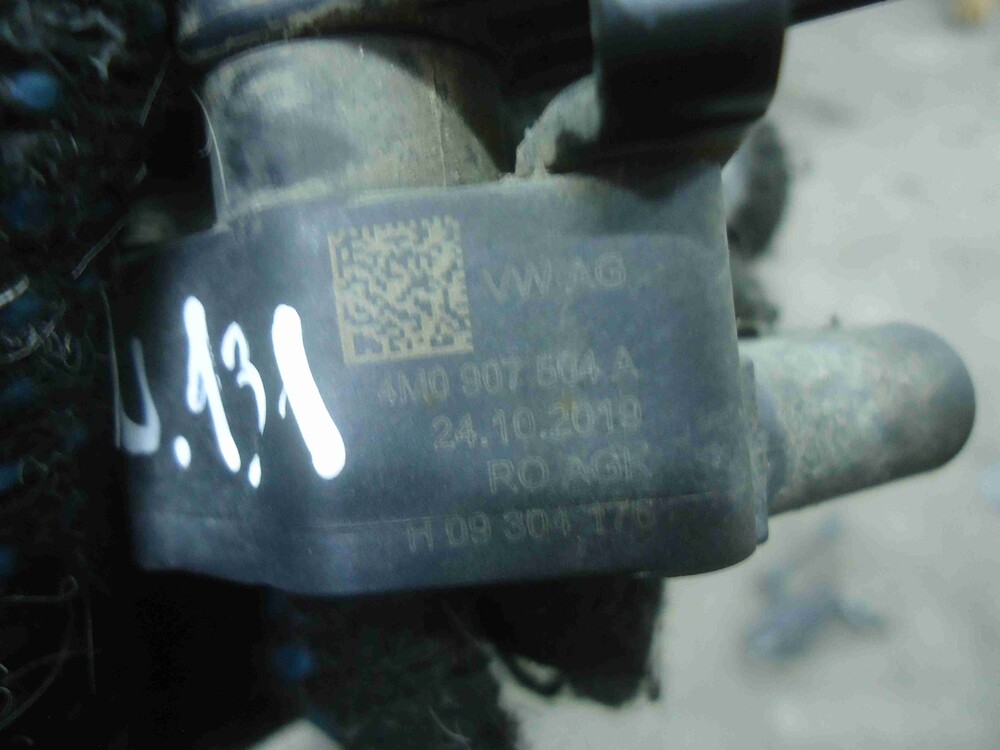 VW AG
4M0 907 504 A
24.10.2019
RO AGK
H 09 304 176
v.131